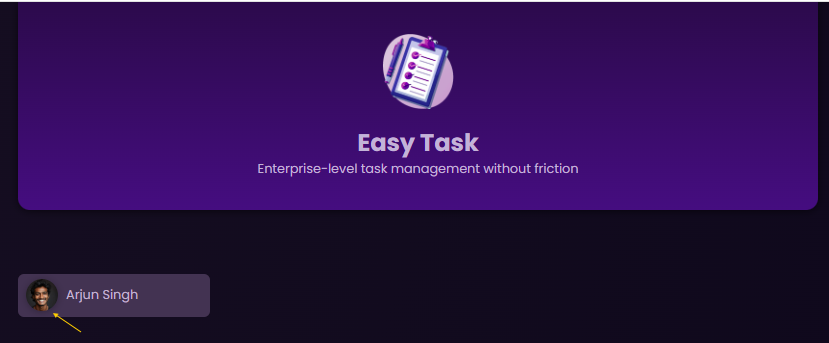 Easy Task
Enterprise-level task management without friction
Arjun Singh